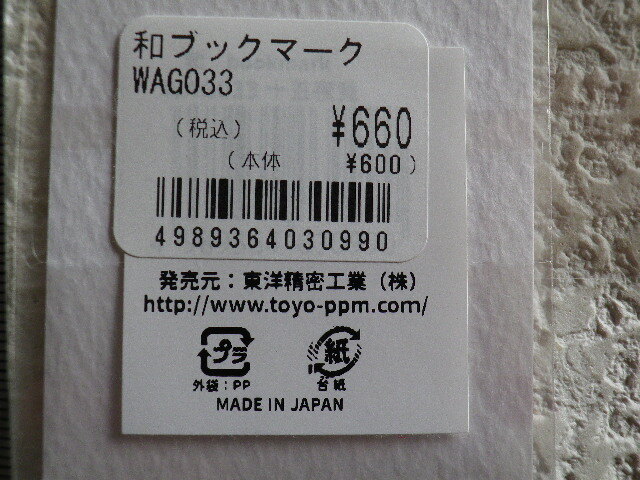 和ブックマーク
WAG033
(税込) ¥660
(本体 ¥600)
4989364030990
発売元：東洋精密工業（株）
http://www.toyo-ppm.com/
プラ 紙
外袋：PP 台紙
MADE IN JAPAN